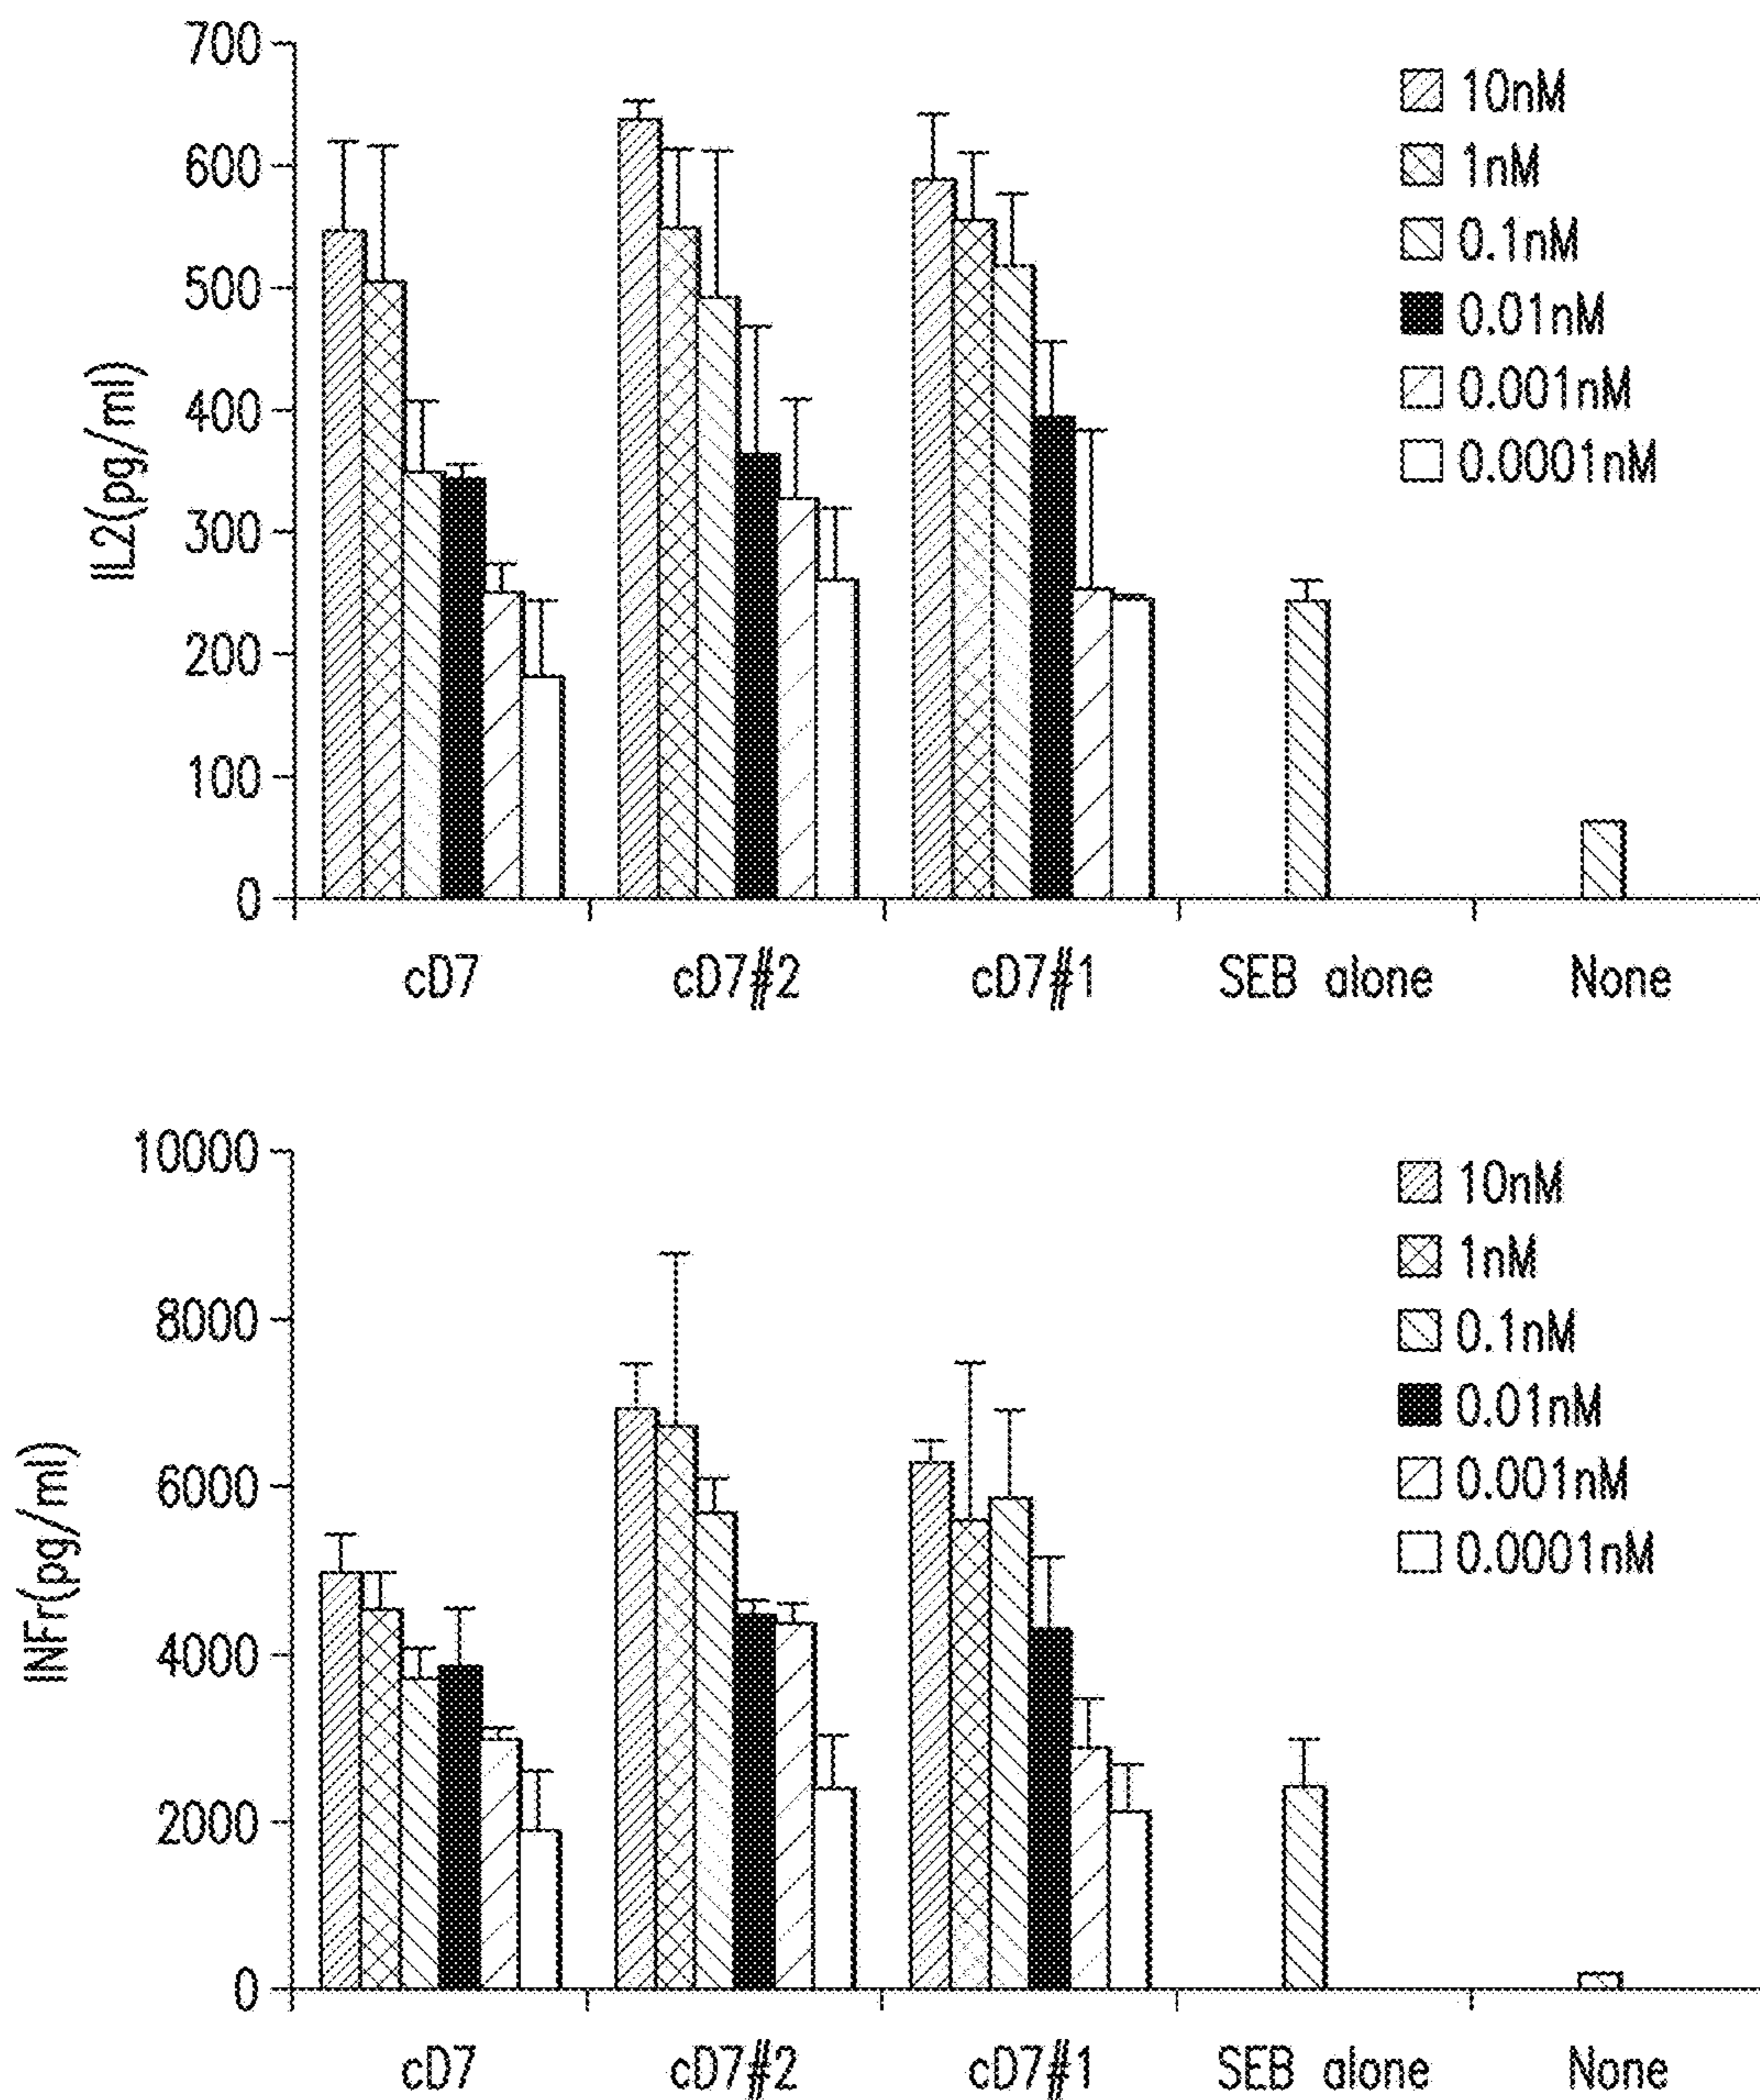 700
600
500
400
300
200
100
0
IL2(pg/ml)
10nM
1nM
0.1nM
0.01nM
0.001nM
0.0001nM
cD7 cD7#2 cD7#1 SEB alone None
10000
8000
6000
4000
2000
0
INFr(pg/ml)
10nM
1nM
0.1nM
0.01nM
0.001nM
0.0001nM
cD7 cD7#2 cD7#1 SEB alone None